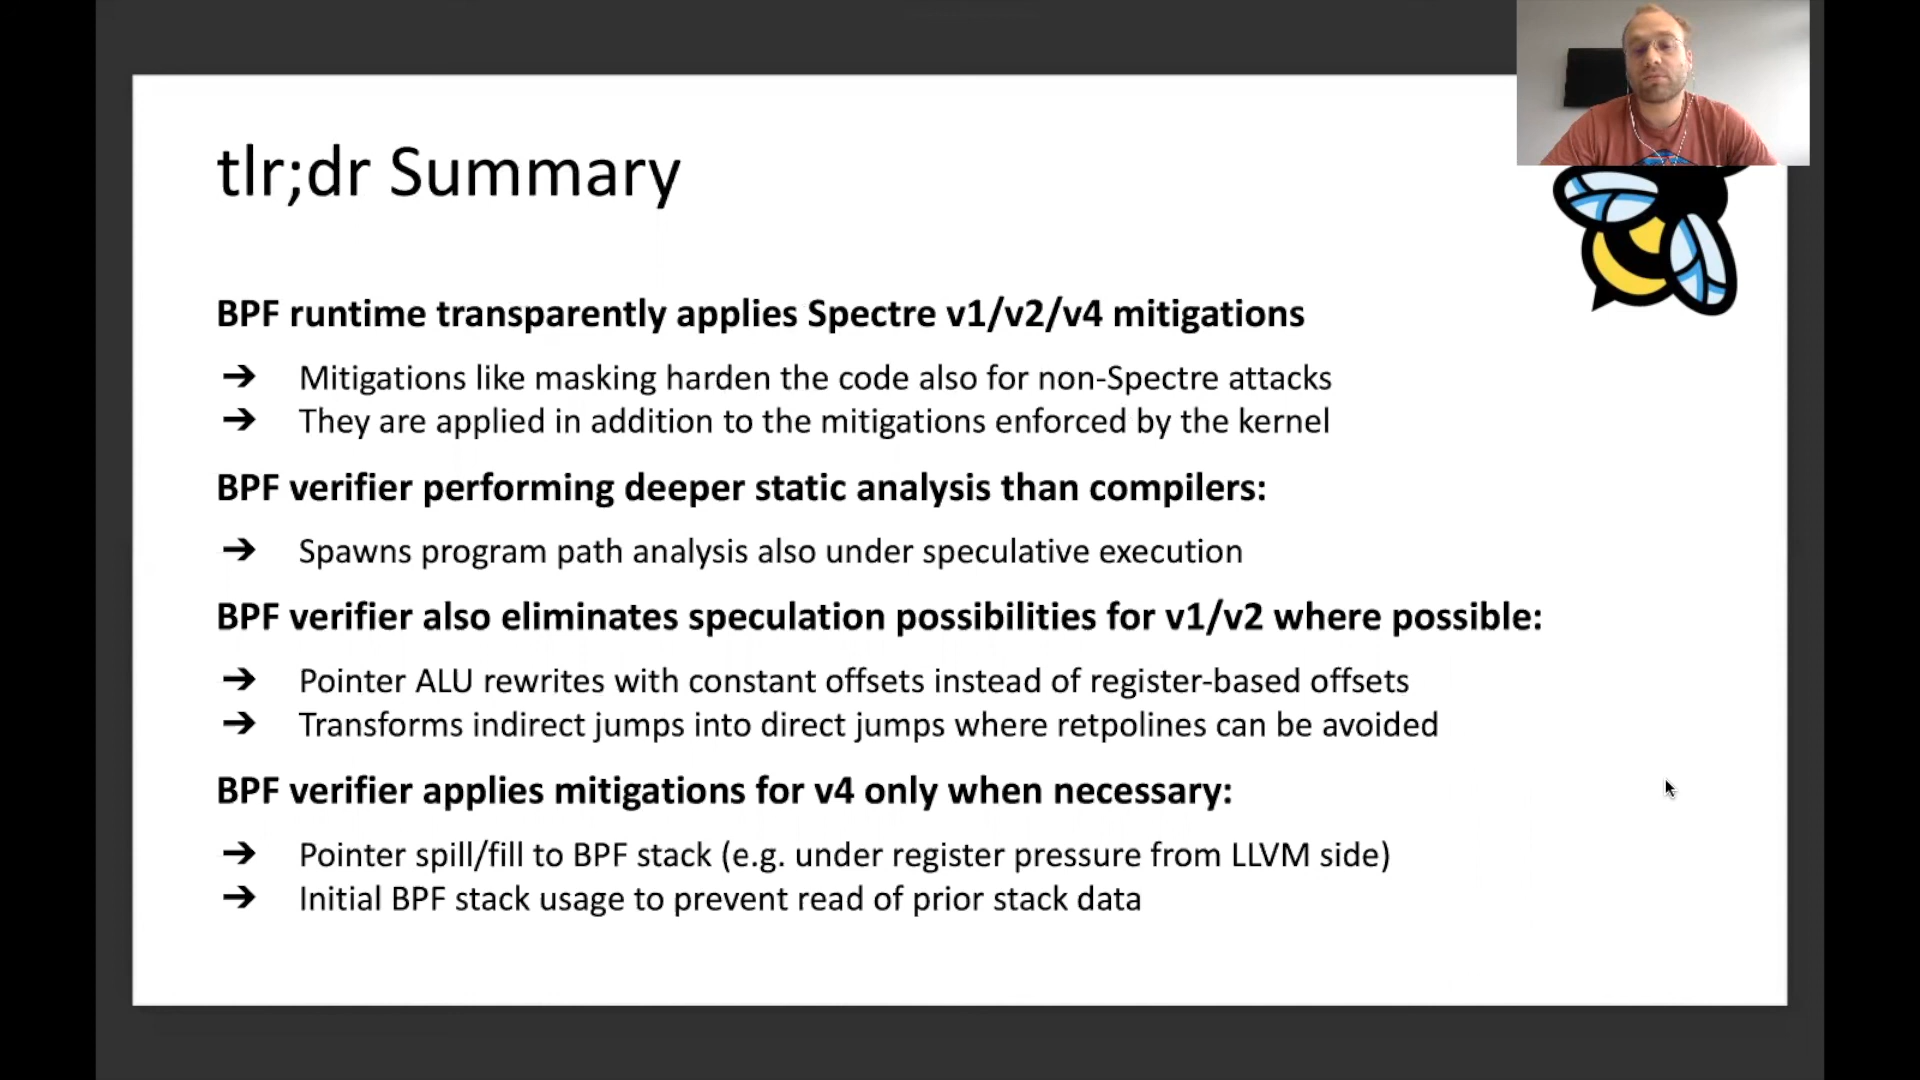 tlr;dr Summary
BPF runtime transparently applies Spectre v1/v2/v4 mitigations
➔ Mitigations like masking harden the code also for non-Spectre attacks
➔ They are applied in addition to the mitigations enforced by the kernel
BPF verifier performing deeper static analysis than compilers:
➔ Spawns program path analysis also under speculative execution
BPF verifier also eliminates speculation possibilities for v1/v2 where possible:
➔ Pointer ALU rewrites with constant offsets instead of register-based offsets
➔ Transforms indirect jumps into direct jumps where retpolines can be avoided
BPF verifier applies mitigations for v4 only when necessary:
➔ Pointer spill/fill to BPF stack (e.g. under register pressure from LLVM side)
➔ Initial BPF stack usage to prevent read of prior stack data